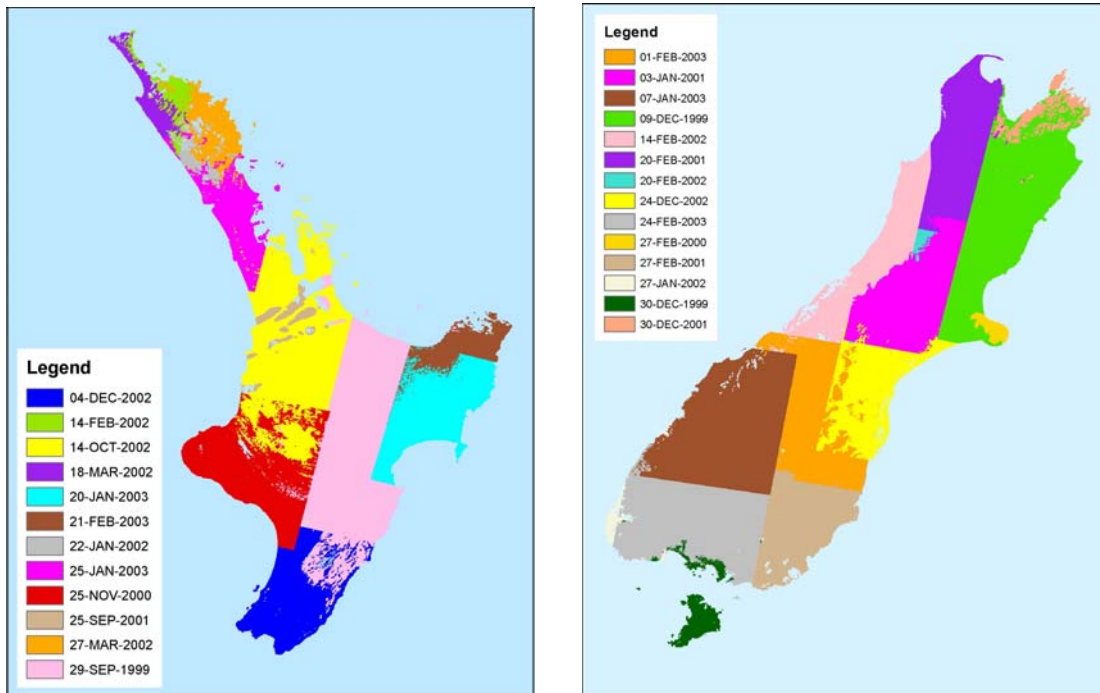 Legend
04-DEC-2002
14-FEB-2002
14-OCT-2002
18-MAR-2002
20-JAN-2003
21-FEB-2003
22-JAN-2002
25-JAN-2003
25-NOV-2000
25-SEP-2001
27-MAR-2002
29-SEP-1999
Legend
01-FEB-2003
03-JAN-2001
07-JAN-2003
09-DEC-1999
14-FEB-2002
20-FEB-2001
20-FEB-2002
24-DEC-2002
24-FEB-2003
27-FEB-2000
27-FEB-2001
27-JAN-2002
30-DEC-1999
30-DEC-2001